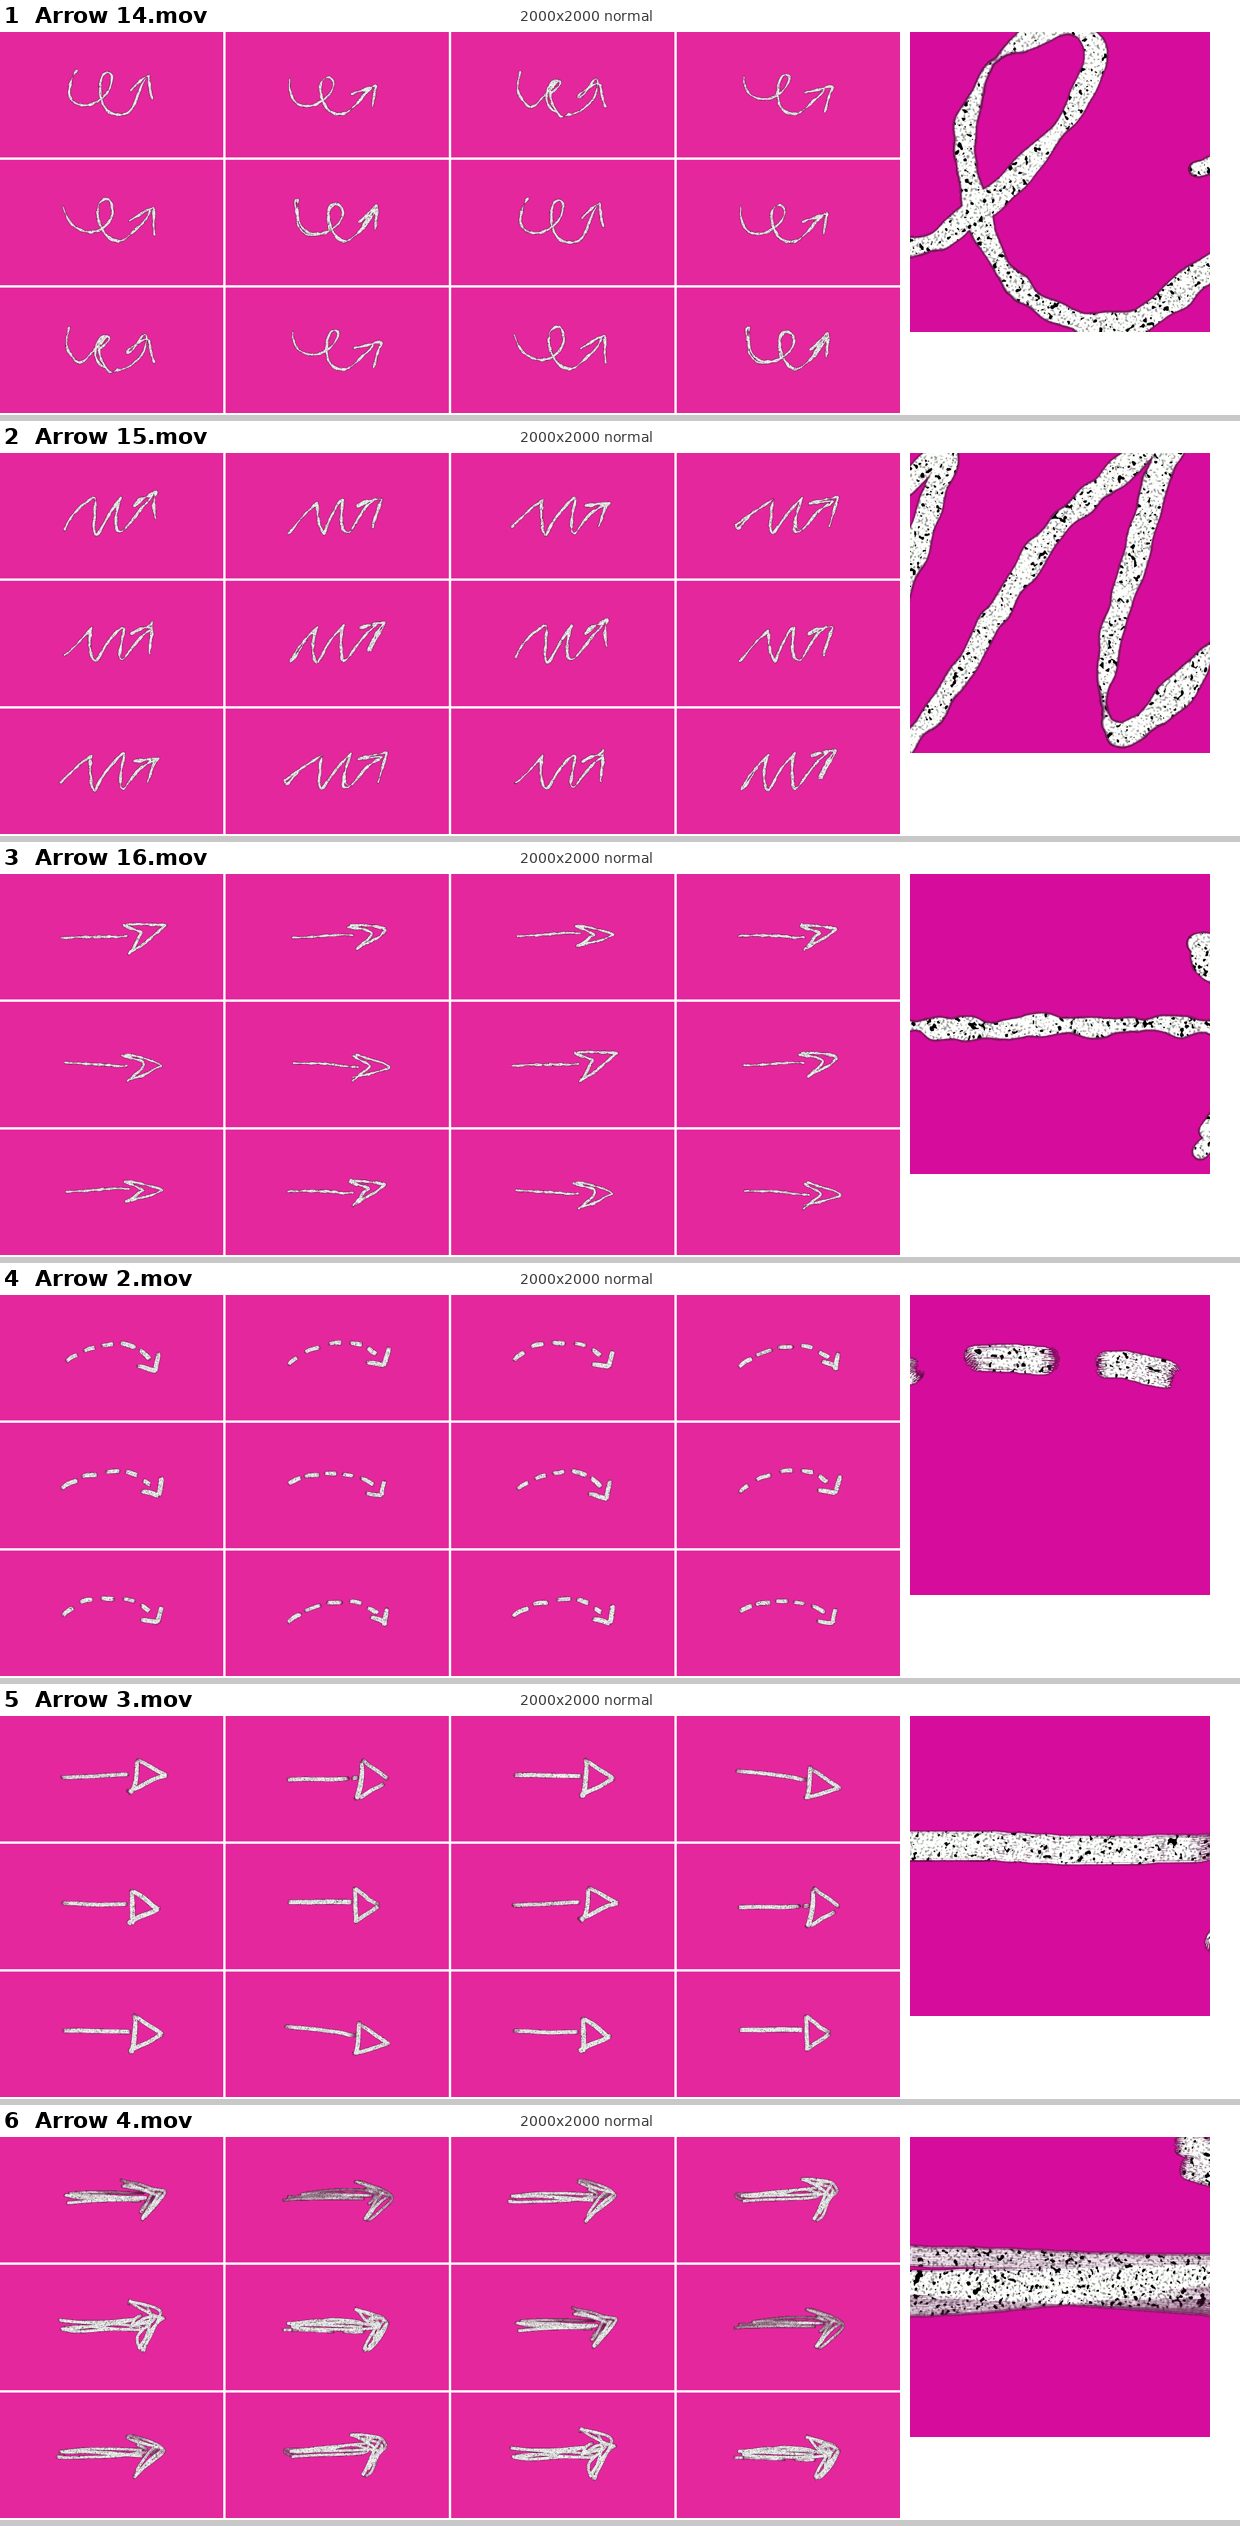 1 Arrow 14.mov 2000x2000 normal
2 Arrow 15.mov 2000x2000 normal
3 Arrow 16.mov 2000x2000 normal
4 Arrow 2.mov 2000x2000 normal
5 Arrow 3.mov 2000x2000 normal
6 Arrow 4.mov 2000x2000 normal